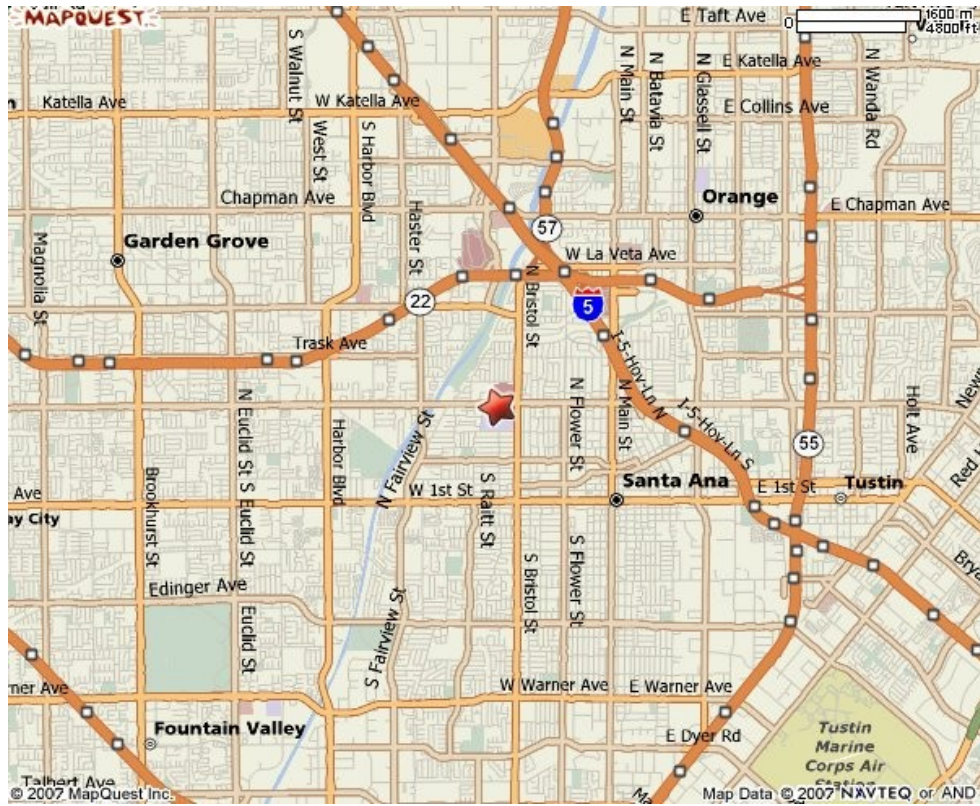 MAPQUEST
E Taft Ave
0 1600 m
4800 ft
S Walnut St
N Main St
N Batavia St
N Glassell St
E Katella Ave
N Wanda Rd
Katella Ave
W Katella Ave
E Collins Ave
West St
S Harbor Blvd
Chapman Ave
Orange
E Chapman Ave
Haster St
57
Magnolia St
Garden Grove
W La Veta Ave
N Bristol St
22
5
Trask Ave
I-5-Hov-Ln N
N Euclid St
N Flower St
N Main St
I-5-Hov-Ln S
Holt Ave
Harbor Blvd
N Fairview St
55
Ave
Brookhurst St
S Euclid St
W 1st St
S Raitt St
Santa Ana
E 1st St
Tustin
ay City
Edinger Ave
S Bristol St
S Flower St
Euclid St
S Fairview St
ner Ave
W Warner Ave
E Warner Ave
Fountain Valley
E Dyer Rd
Tustin
Marine
Corps Air
Station
Talbert Ave
© 2007 MapQuest Inc.
Map Data © 2007 NAVTEQ or AND